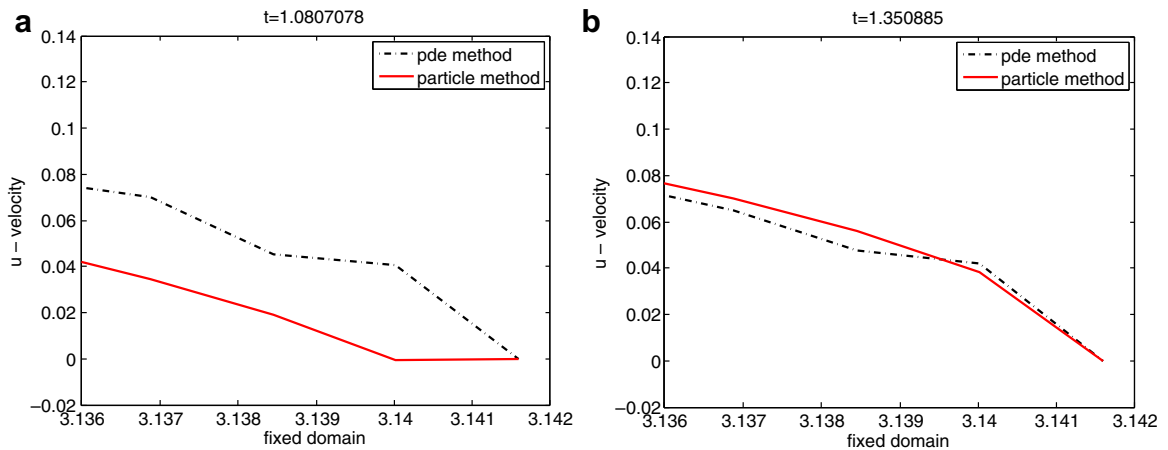 a
t=1.0807078
0.14
0.12
0.1
0.08
0.06
0.04
0.02
0
−0.02
u − velocity
pde method
particle method
3.136
3.137
3.138
3.139
3.14
3.141
3.142
fixed domain
b
t=1.350885
0.14
0.12
0.1
0.08
0.06
0.04
0.02
0
−0.02
u − velocity
pde method
particle method
3.136
3.137
3.138
3.139
3.14
3.141
3.142
fixed domain